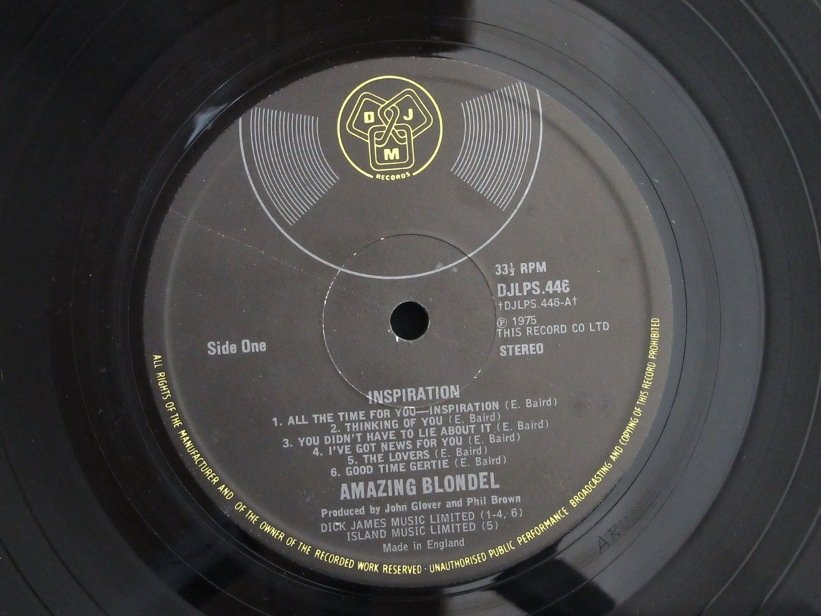 D J
M
RECORDS
33⅓ RPM
DJLPS.446
†DJLPS.446-A†
Ⓟ 1975
THIS RECORD CO LTD
STEREO
Side One
INSPIRATION
1. ALL THE TIME FOR YOU—INSPIRATION (E. Baird)
2. THINKING OF YOU (E. Baird)
3. YOU DIDN'T HAVE TO LIE ABOUT IT (E. Baird)
4. I'VE GOT NEWS FOR YOU (E. Baird)
5. THE LOVERS (E. Baird)
6. GOOD TIME GERTIE (E. Baird)
AMAZING BLONDEL
Produced by John Glover and Phil Brown
DICK JAMES MUSIC LIMITED (1-4, 6)
ISLAND MUSIC LIMITED (5)
Made in England
ALL RIGHTS OF THE MANUFACTURER AND OF THE OWNER OF THE RECORDED WORK RESERVED · UNAUTHORISED PUBLIC PERFORMANCE BROADCASTING AND COPYING OF THIS RECORD PROHIBITED